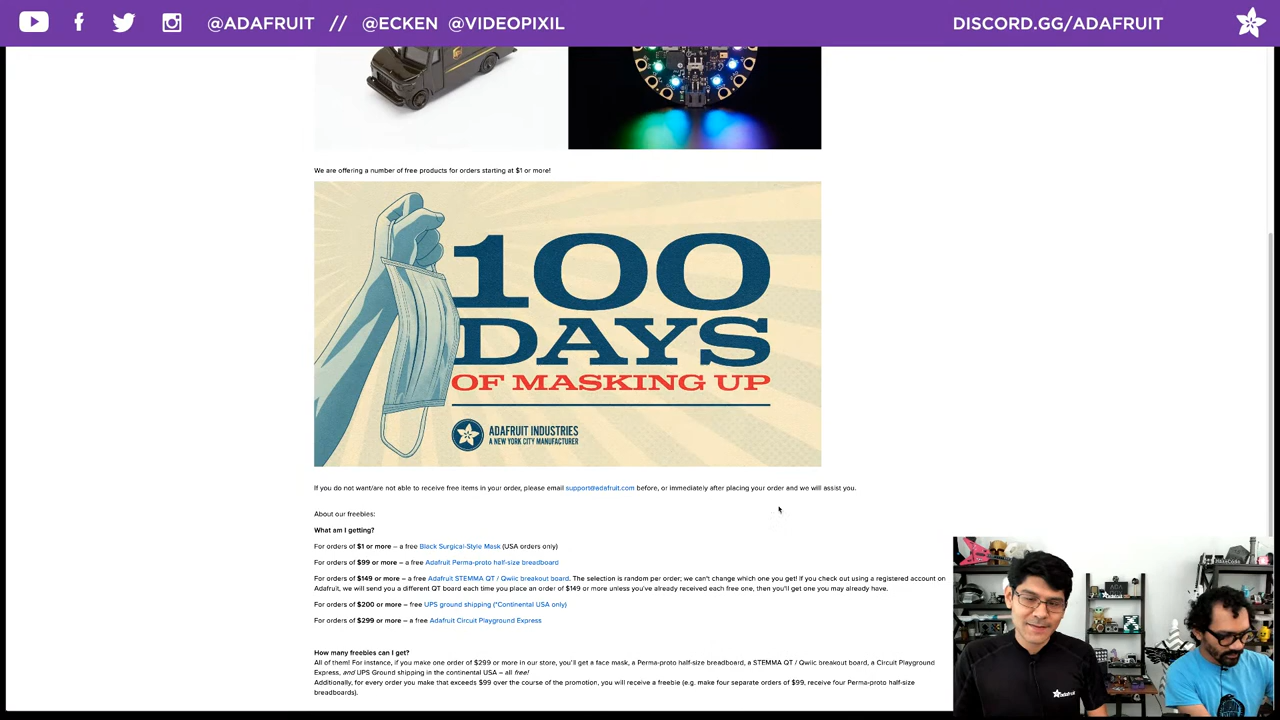 @ADAFRUIT // @ECKEN @VIDEOPIXIL
DISCORD.GG/ADAFRUIT
We are offering a number of free products for orders starting at $1 or more!
100
DAYS
OF MASKING UP
ADAFRUIT INDUSTRIES
A NEW YORK CITY MANUFACTURER
If you do not want/are not able to receive free items in your order, please email support@adafruit.com before, or immediately after placing your order and we will assist you.
About our freebies:
What am I getting?
For orders of $1 or more – a free Black Surgical-Style Mask (USA orders only)
For orders of $99 or more – a free Adafruit Perma-proto half-size breadboard
For orders of $149 or more – a free Adafruit STEMMA QT / Qwiic breakout board. The selection is random per order; we can't change which one you get! If you check out using a registered account on
Adafruit, we will send you a different QT board each time you place an order of $149 or more unless you've already received each free one, then you'll get one you may already have.
For orders of $200 or more – free UPS ground shipping (*Continental USA only)
For orders of $299 or more – a free Adafruit Circuit Playground Express
How many freebies can I get?
All of them! For instance, if you make one order of $299 or more in our store, you'll get a face mask, a Perma-proto half-size breadboard, a STEMMA QT / Qwiic breakout board, a Circuit Playground
Express, and UPS Ground shipping in the continental USA – all free!
Additionally, for every order you make that exceeds $99 over the course of the promotion, you will receive a freebie (e.g. make four separate orders of $99, receive four Perma-proto half-size
breadboards).
adafruit